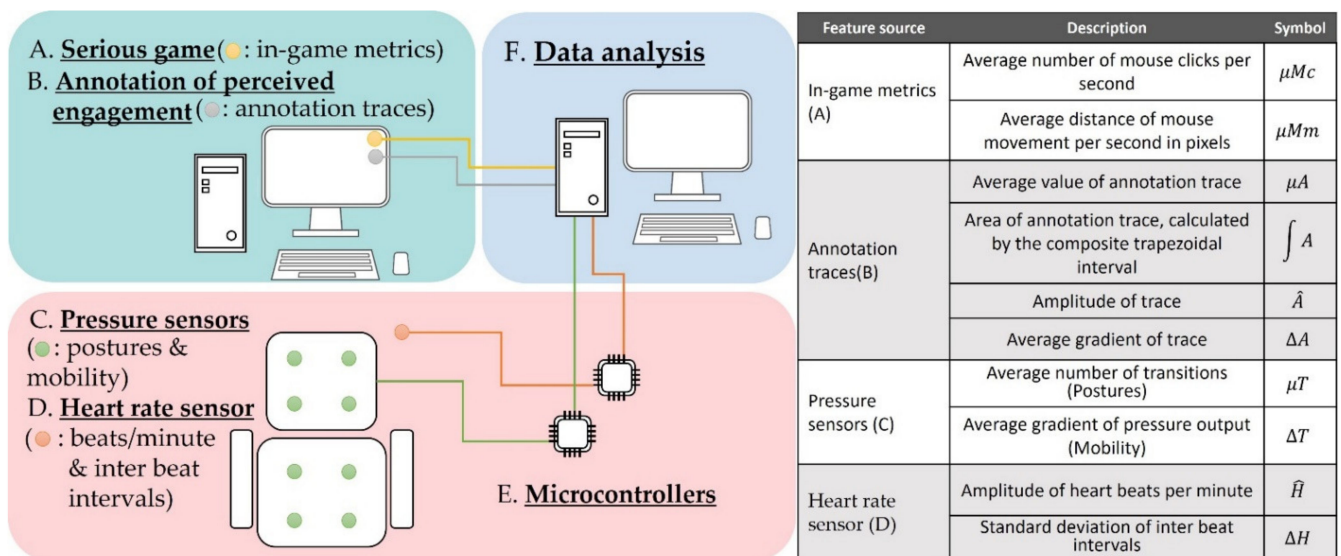 A. Serious game(: in-game metrics)
B. Annotation of perceived
engagement (: annotation traces)
F. Data analysis
C. Pressure sensors
(: postures &
mobility)
D. Heart rate sensor
(: beats/minute
& inter beat
intervals)
E. Microcontrollers
Feature source Description Symbol
In-game metrics
(A)
Average number of mouse clicks per
second
μMc
Average distance of mouse
movement per second in pixels
μMm
Annotation
traces(B)
Average value of annotation trace μA
Area of annotation trace, calculated
by the composite trapezoidal
interval
∫ A
Amplitude of trace Â
Average gradient of trace ΔA
Pressure
sensors (C)
Average number of transitions
(Postures)
μT
Average gradient of pressure output
(Mobility)
ΔT
Heart rate
sensor (D)
Amplitude of heart beats per minute Ĥ
Standard deviation of inter beat
intervals
ΔH